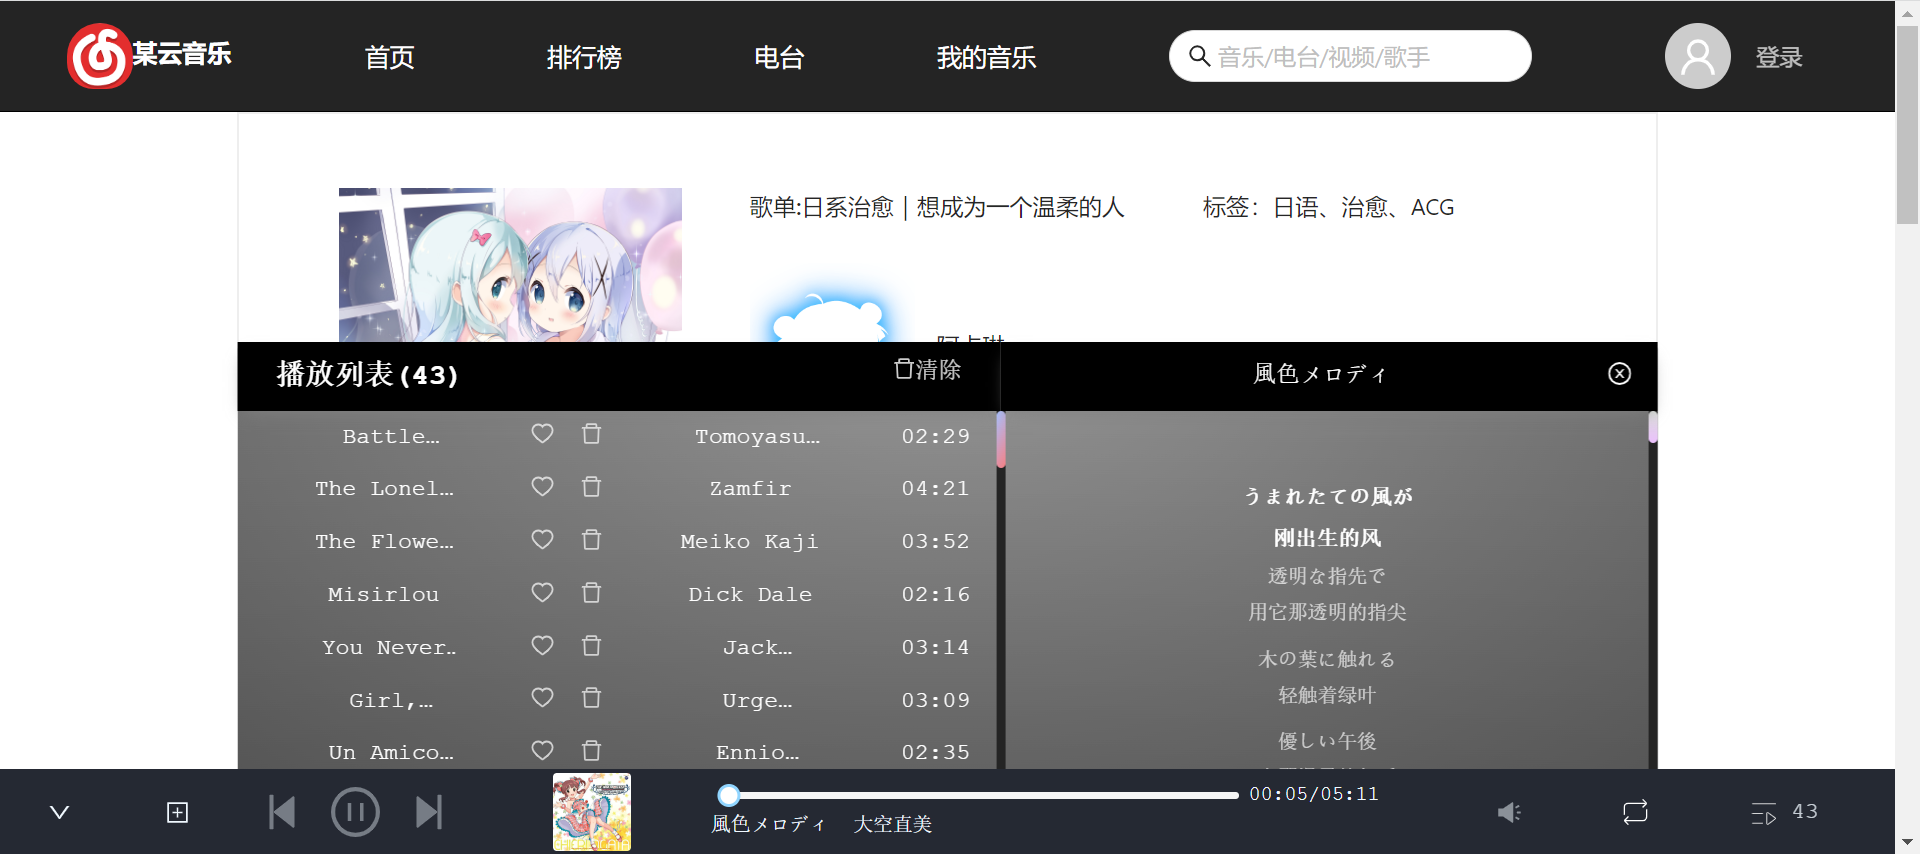 某云音乐
首页
排行榜
电台
我的音乐
音乐/电台/视频/歌手
登录
歌单:日系治愈 | 想成为一个温柔的人
标签：日语、治愈、ACG
播放列表(43)
清除
風色メロディ
Battle…
Tomoyasu…
02:29
The Lonel…
Zamfir
04:21
The Flowe…
Meiko Kaji
03:52
Misirlou
Dick Dale
02:16
You Never…
Jack…
03:14
Girl,…
Urge…
03:09
Un Amico…
Ennio…
02:35
うまれたての風が
刚出生的风
透明な指先で
用它那透明的指尖
木の葉に触れる
轻触着绿叶
優しい午後
00:05/05:11
風色メロディ 大空直美
43